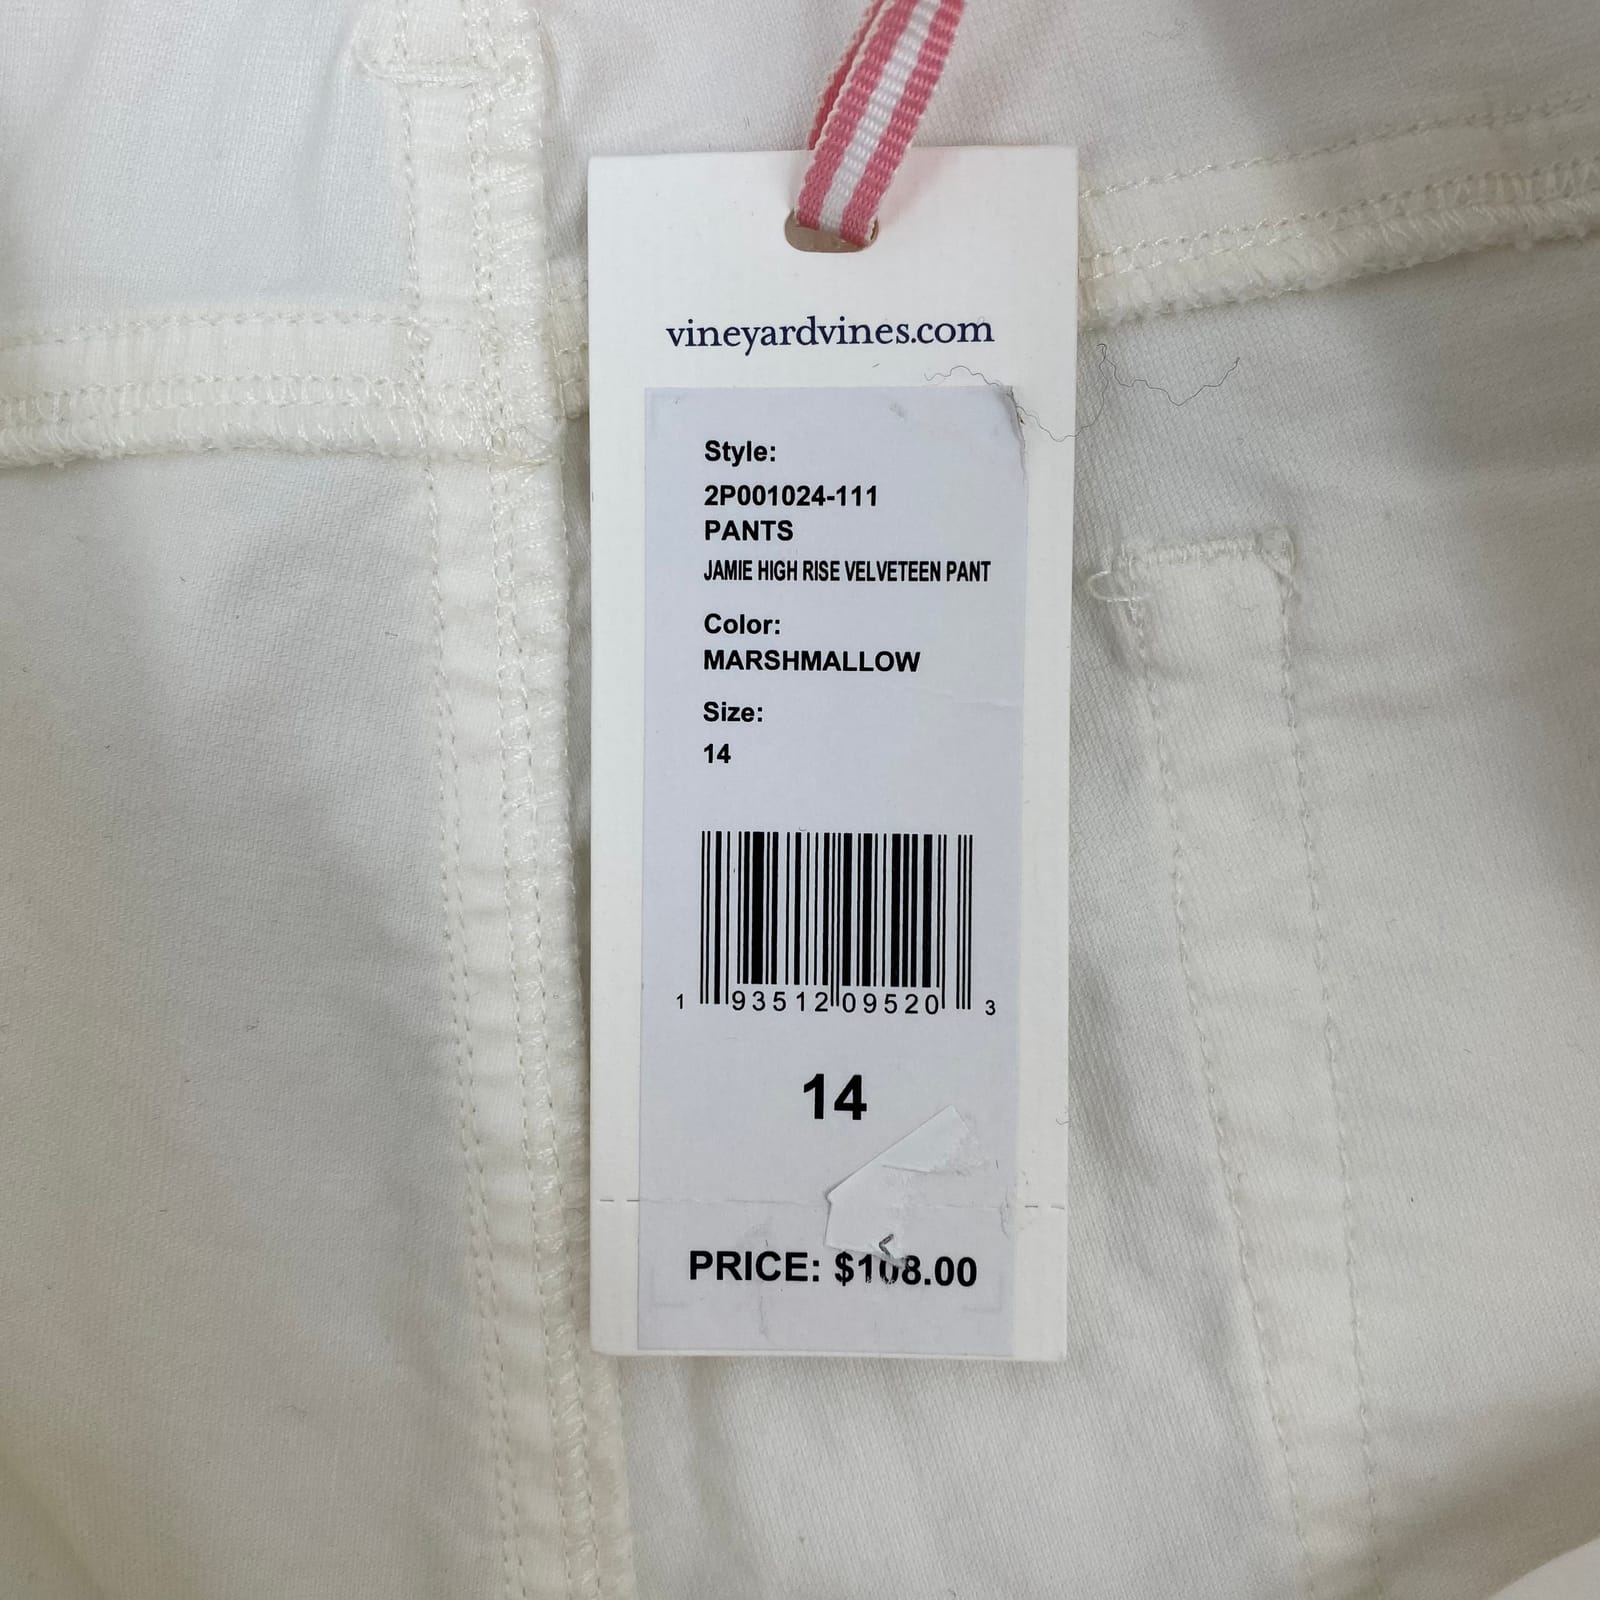 vineyardvines.com
Style:
2P001024-111
PANTS
JAMIE HIGH RISE VELVETEEN PANT
Color:
MARSHMALLOW
Size:
14
1 93512 09520 3
14
PRICE: $108.00